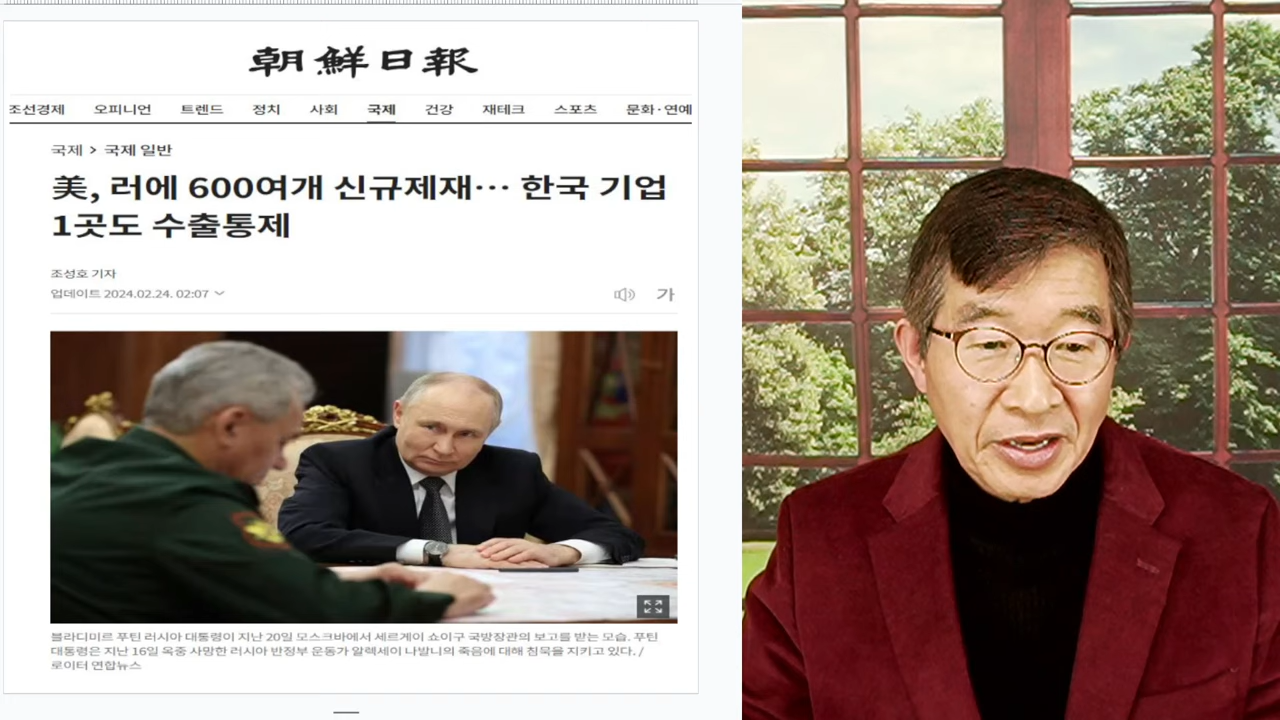 朝鮮日報
조선경제 오피니언 트렌드 정치 사회 국제 건강 재테크 스포츠 문화·연예
국제 > 국제 일반
美, 러에 600여개 신규제재… 한국 기업
1곳도 수출통제
조성호 기자
업데이트 2024.02.24. 02:07
가
블라디미르 푸틴 러시아 대통령이 지난 20일 모스크바에서 세르게이 쇼이구 국방장관의 보고를 받는 모습. 푸틴
대통령은 지난 16일 옥중 사망한 러시아 반정부 운동가 알렉세이 나발니의 죽음에 대해 침묵을 지키고 있다. /
로이터 연합뉴스